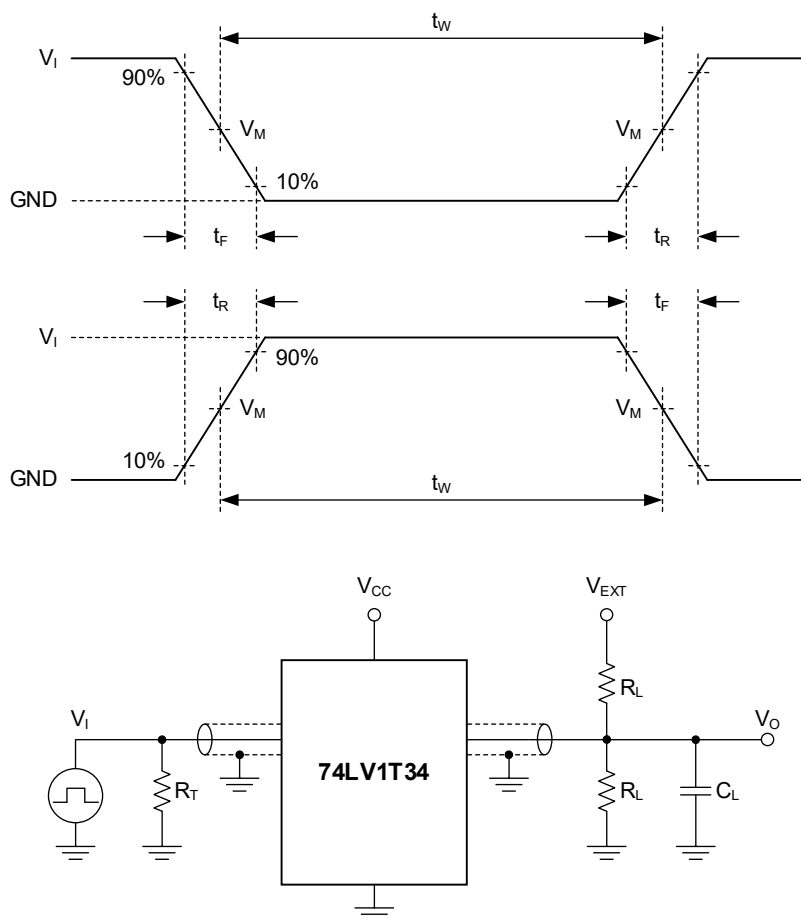 t_W
V_I
90%
V_M
V_M
10%
GND
t_F
t_R
t_R
t_F
V_I
90%
V_M
V_M
10%
GND
t_W
V_CC
V_EXT
R_L
V_I
V_O
74LV1T34
R_T
R_L
C_L